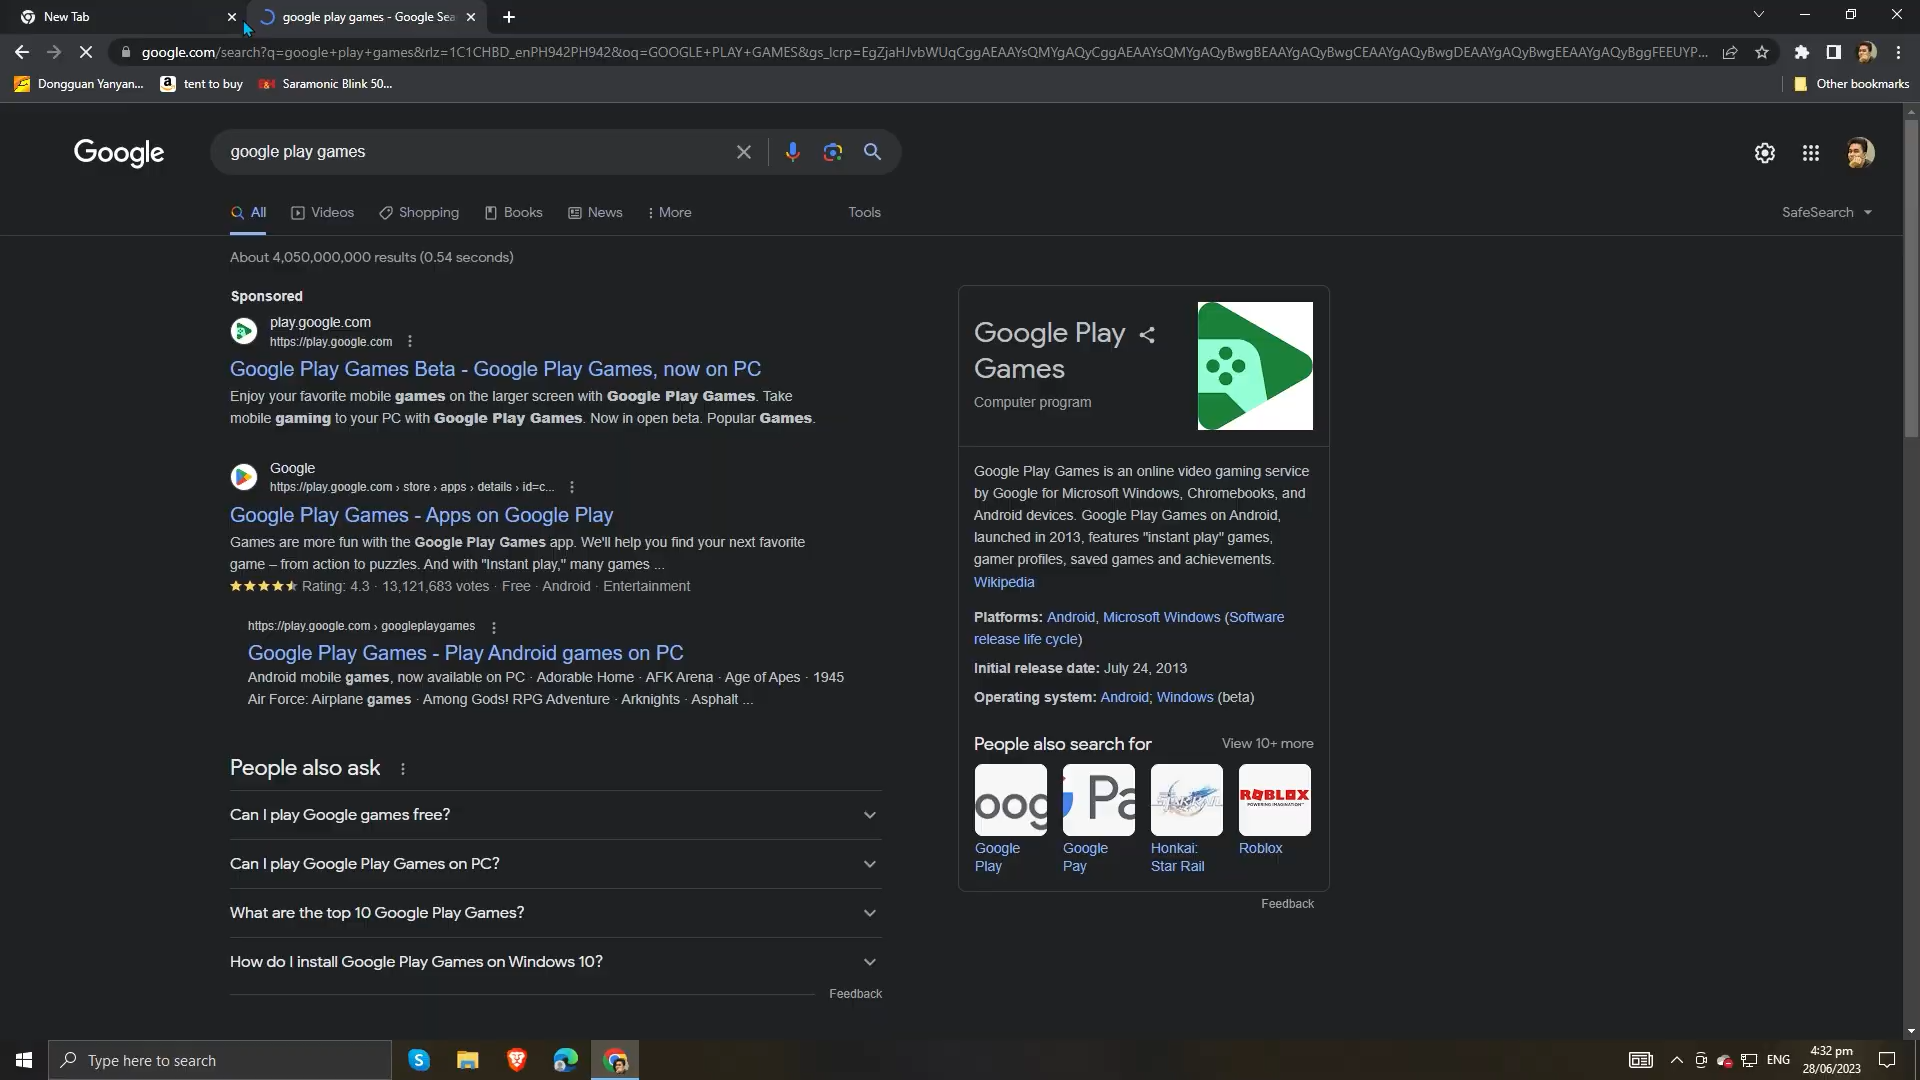 New Tab
google play games - Google Sea
google.com/search?q=google+play+games&rlz=1C1CHBD_enPH942PH942&oq=GOOGLE+PLAY+GAMES&gs_lcrp=EgZjaHJvbWUqCggAEAAYsQMYgAQyCggAEAAYsQMYgAQyBwgBEAAYgAQyBwgCEAAYgAQyBwgDEAAYgAQyBwgEEAAYgAQyBggFEEUYP...
Dongguan Yanyan... tent to buy Saramonic Blink 50... Other bookmarks
Google
google play games
All Videos Shopping Books News More Tools SafeSearch
About 4,050,000,000 results (0.54 seconds)
Sponsored
play.google.com
https://play.google.com
Google Play Games Beta - Google Play Games, now on PC
Enjoy your favorite mobile games on the larger screen with Google Play Games. Take
mobile gaming to your PC with Google Play Games. Now in open beta. Popular Games.
Google
https://play.google.com › store › apps › details › id=c...
Google Play Games - Apps on Google Play
Games are more fun with the Google Play Games app. We'll help you find your next favorite
game – from action to puzzles. And with "Instant play," many games ...
Rating: 4.3 · 13,121,683 votes · Free · Android · Entertainment
https://play.google.com › googleplaygames
Google Play Games - Play Android games on PC
Android mobile games, now available on PC · Adorable Home · AFK Arena · Age of Apes · 1945
Air Force: Airplane games · Among Gods! RPG Adventure · Arknights · Asphalt ...
People also ask
Can I play Google games free?
Can I play Google Play Games on PC?
What are the top 10 Google Play Games?
How do I install Google Play Games on Windows 10?
Feedback
Google Play
Games
Computer program
Google Play Games is an online video gaming service
by Google for Microsoft Windows, Chromebooks, and
Android devices. Google Play Games on Android,
launched in 2013, features "instant play" games,
gamer profiles, saved games and achievements.
Wikipedia
Platforms: Android, Microsoft Windows (Software
release life cycle)
Initial release date: July 24, 2013
Operating system: Android; Windows (beta)
People also search for View 10+ more
oog Pa STAR RAIL ROBLOX
POWERING IMAGINATION
Google
Play
Google
Pay
Honkai:
Star Rail
Roblox
Feedback
Type here to search
ENG
4:32 pm
28/06/2023